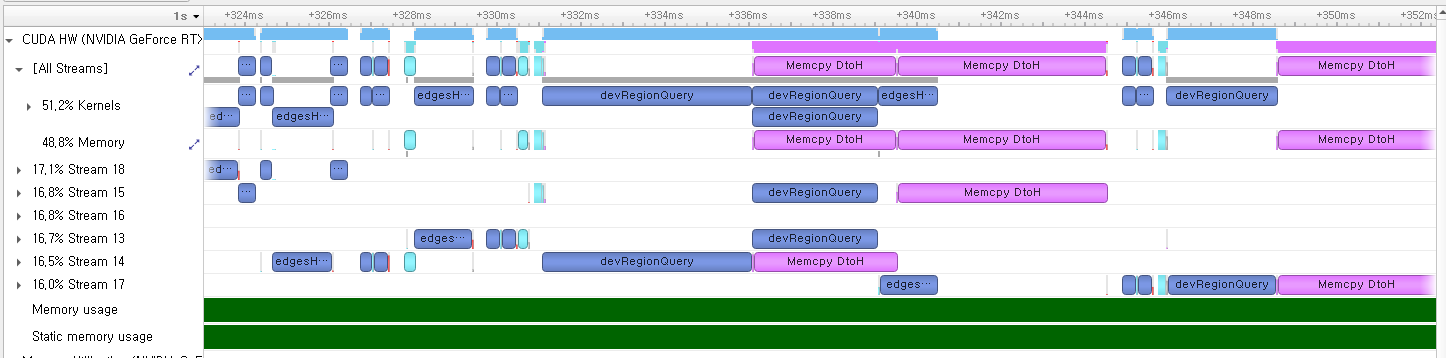 1s +324ms +326ms +328ms +330ms +332ms +334ms +336ms +338ms +340ms +342ms +344ms +346ms +348ms +350ms +352ms
CUDA HW (NVIDIA GeForce RTX
[All Streams] ... ... Memcpy DtoH Memcpy DtoH ... Memcpy DtoH
51,2% Kernels ... ... edgesH... ... devRegionQuery devRegionQuery edgesH... ... devRegionQuery
ed... edgesH... devRegionQuery
48,8% Memory Memcpy DtoH Memcpy DtoH Memcpy DtoH
17,1% Stream 18 ed... ...
16,8% Stream 15 ... devRegionQuery Memcpy DtoH
16,8% Stream 16
16,7% Stream 13 edges... ... devRegionQuery
16,5% Stream 14 edgesH... devRegionQuery Memcpy DtoH
16,0% Stream 17 edges... ... devRegionQuery Memcpy DtoH
Memory usage
Static memory usage